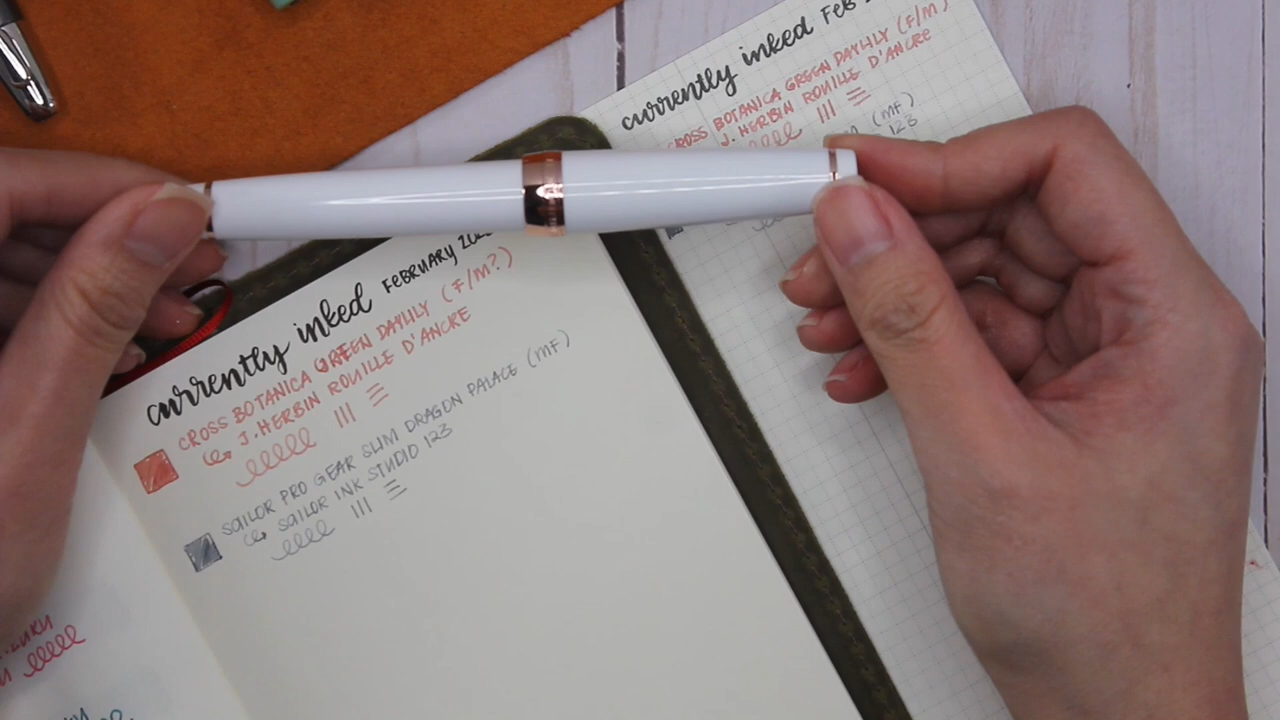 currently inked FEB
CROSS BOTANICA GREEN DAYLILY (F/M)
J. HERBIN ROUILLE D'ANCRE
(MF)
123
currently inked FEBRUARY
CROSS BOTANICA GREEN DAYLILY (F/M?)
J. HERBIN ROUILLE D'ANCRE
SAILOR PRO GEAR SLIM DRAGON PALACE (MF)
SAILOR INK STUDIO 123